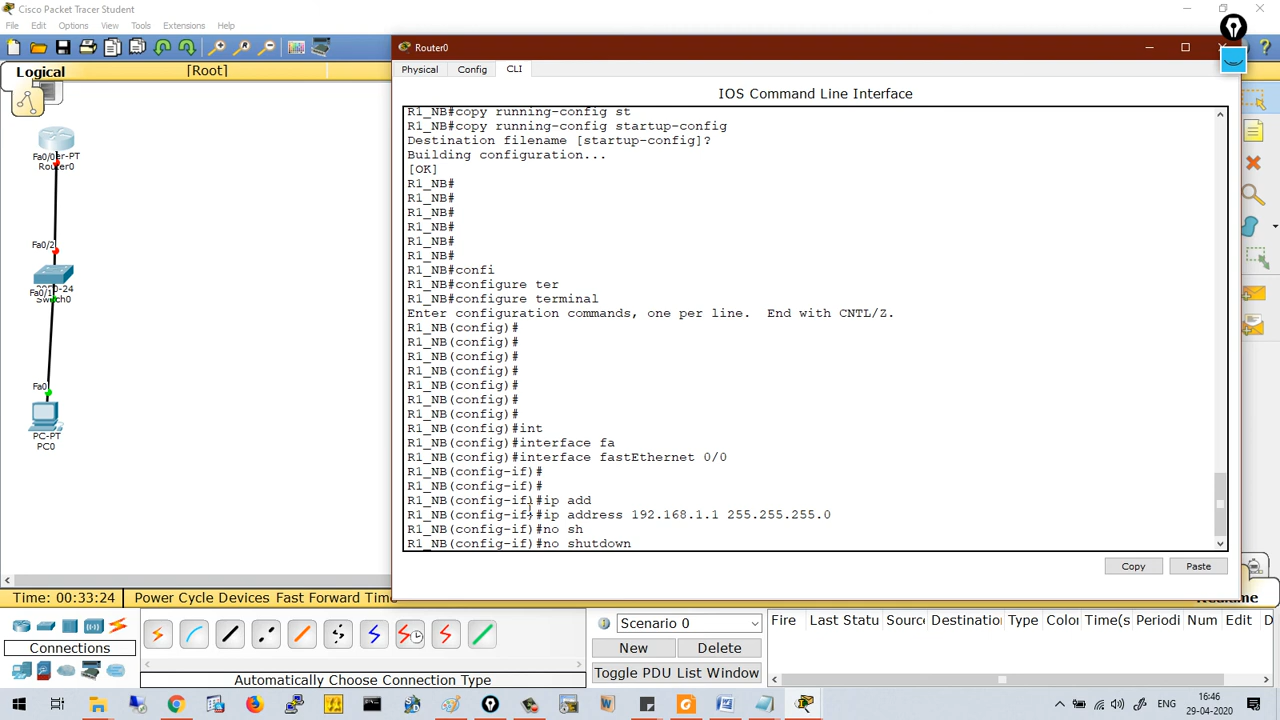 Cisco Packet Tracer Student
File Edit Options View Tools Extensions Help
Logical
[Root]
Router0
Physical Config CLI
IOS Command Line Interface
R1_NB#copy running-config st
R1_NB#copy running-config startup-config
Destination filename [startup-config]?
Building configuration...
[OK]
R1_NB#
R1_NB#
R1_NB#
R1_NB#
R1_NB#
R1_NB#
R1_NB#confi
R1_NB#configure ter
R1_NB#configure terminal
Enter configuration commands, one per line.  End with CNTL/Z.
R1_NB(config)#
R1_NB(config)#
R1_NB(config)#
R1_NB(config)#
R1_NB(config)#
R1_NB(config)#
R1_NB(config)#
R1_NB(config)#int
R1_NB(config)#interface fa
R1_NB(config)#interface fastEthernet 0/0
R1_NB(config-if)#
R1_NB(config-if)#
R1_NB(config-if)#ip add
R1_NB(config-if)#ip address 192.168.1.1 255.255.255.0
R1_NB(config-if)#no sh
R1_NB(config-if)#no shutdown
Copy Paste
Fa0/0er-PT
Router0
Fa0/2
Fa0/1
Switch0
Fa0
PC-PT
PC0
Time: 00:33:24 Power Cycle Devices Fast Forward Time
Realtime
Connections
Automatically Choose Connection Type
Scenario 0
New Delete
Toggle PDU List Window
Fire Last Status Source Destination Type Color Time(s Periodi Num Edit D
ENG
16:46
29-04-2020